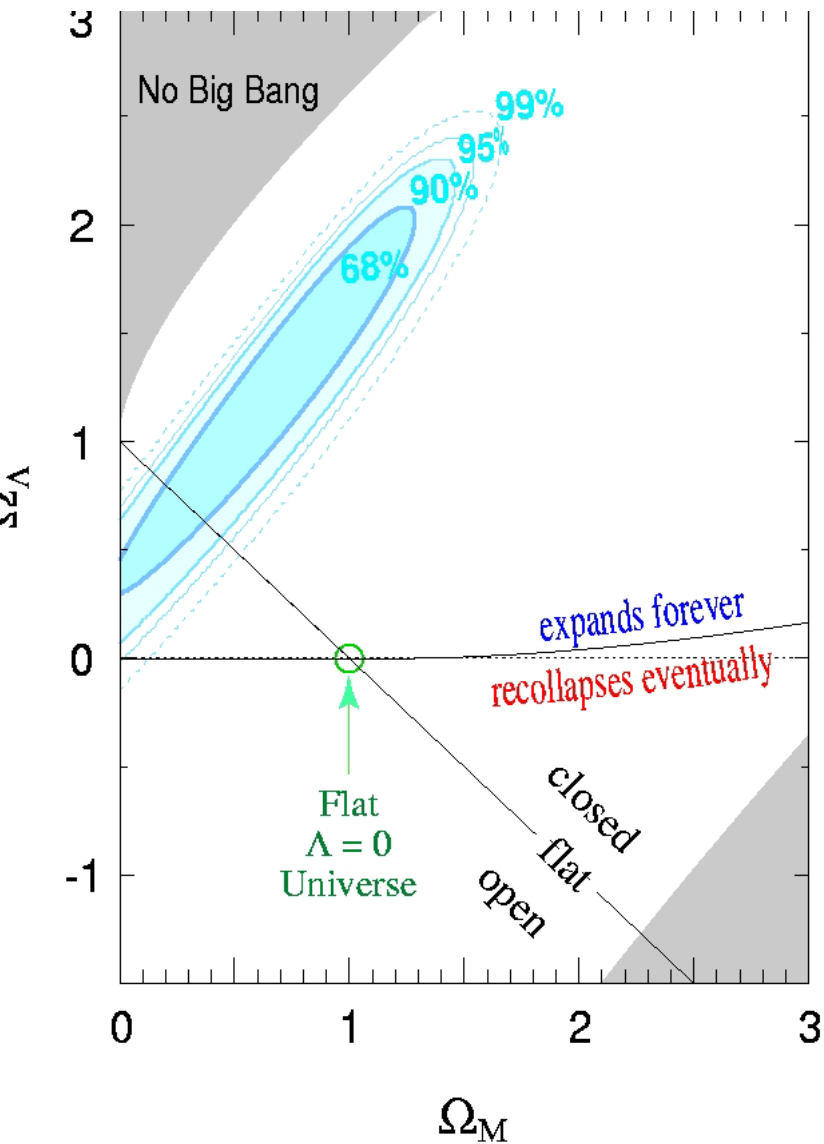 3
No Big Bang
99%
95%
90%
2
68%
1
Ω_Λ
expands forever
0
recollapses eventually
Flat
Λ = 0
Universe
closed
flat
open
-1
0
1
2
3
Ω_M